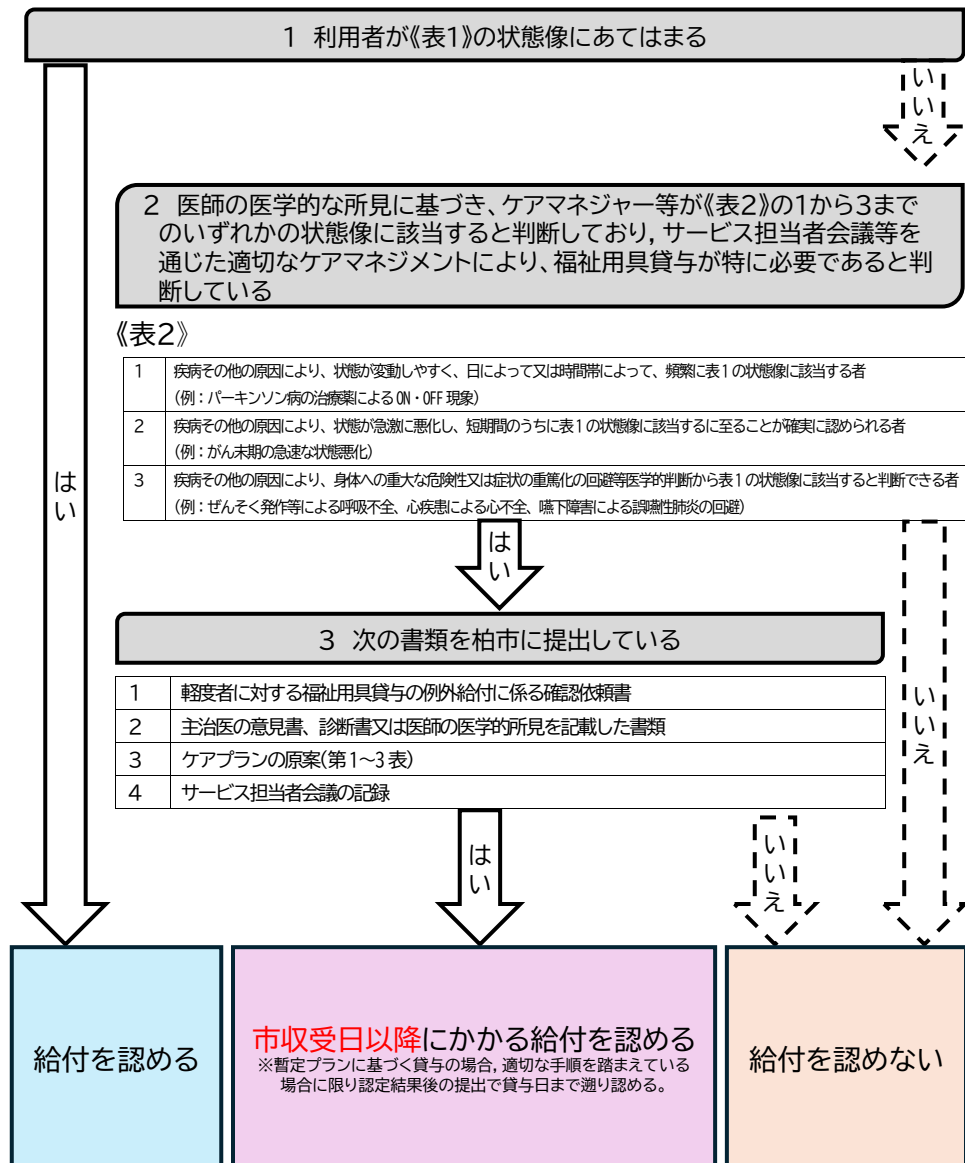 1 利用者が《表1》の状態像にあてはまる
いいえ
2 医師の医学的な所見に基づき、ケアマネジャー等が《表2》の1から3まで
のいずれかの状態像に該当すると判断しており，サービス担当者会議等を
通じた適切なケアマネジメントにより、福祉用具貸与が特に必要であると判
断している
《表2》
1 疾病その他の原因により、状態が変動しやすく、日によって又は時間帯によって、頻繁に表1の状態像に該当する者
（例：パーキンソン病の治療薬によるON・OFF現象）
2 疾病その他の原因により、状態が急激に悪化し、短期間のうちに表1の状態像に該当するに至ることが確実に認められる者
（例：がん末期の急速な状態悪化）
3 疾病その他の原因により、身体への重大な危険性又は症状の重篤化の回避等医学的判断から表1の状態像に該当すると判断できる者
（例：ぜんそく発作等による呼吸不全、心疾患による心不全、嚥下障害による誤嚥性肺炎の回避）
はい
はい
3 次の書類を柏市に提出している
1 軽度者に対する福祉用具貸与の例外給付に係る確認依頼書
2 主治医の意見書、診断書又は医師の医学的所見を記載した書類
3 ケアプランの原案(第1～3表)
4 サービス担当者会議の記録
いいえ
はい
いいえ
給付を認める
市収受日以降にかかる給付を認める
※暫定プランに基づく貸与の場合，適切な手順を踏まえている
場合に限り認定結果後の提出で貸与日まで遡り認める。
給付を認めない